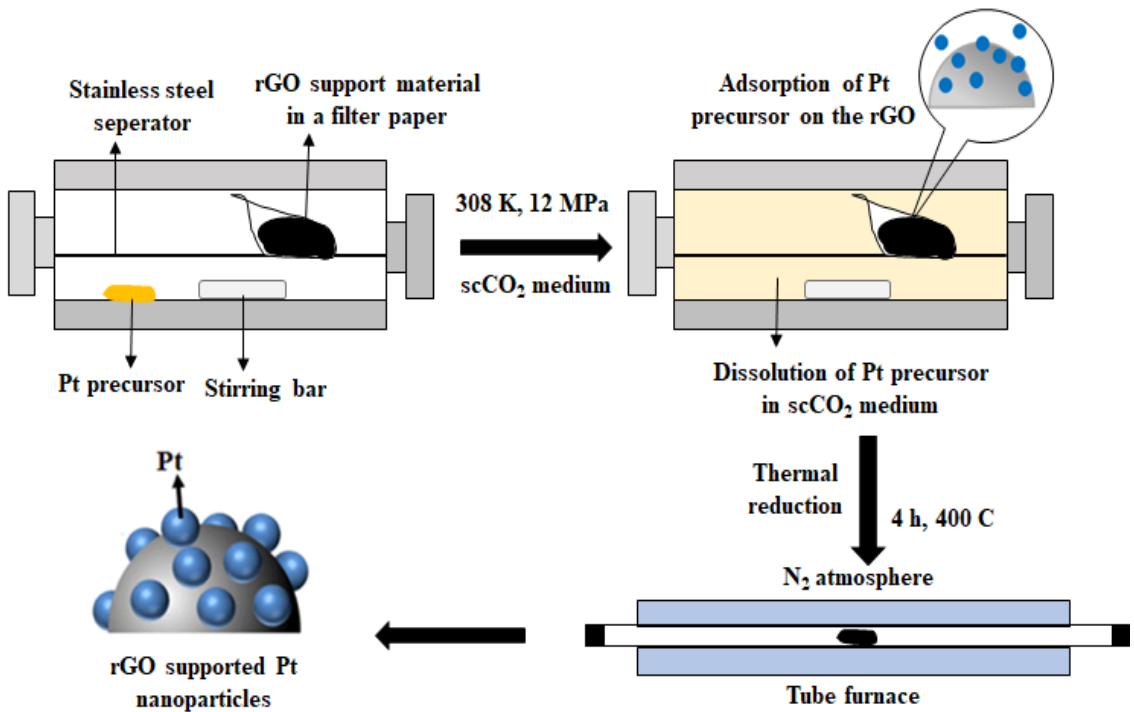 Stainless steel
seperator
rGO support material
in a filter paper
Pt precursor
Stirring bar
308 K, 12 MPa
scCO₂ medium
Adsorption of Pt
precursor on the rGO
Dissolution of Pt precursor
in scCO₂ medium
Thermal
reduction
4 h, 400 C
N₂ atmosphere
Tube furnace
Pt
rGO supported Pt
nanoparticles